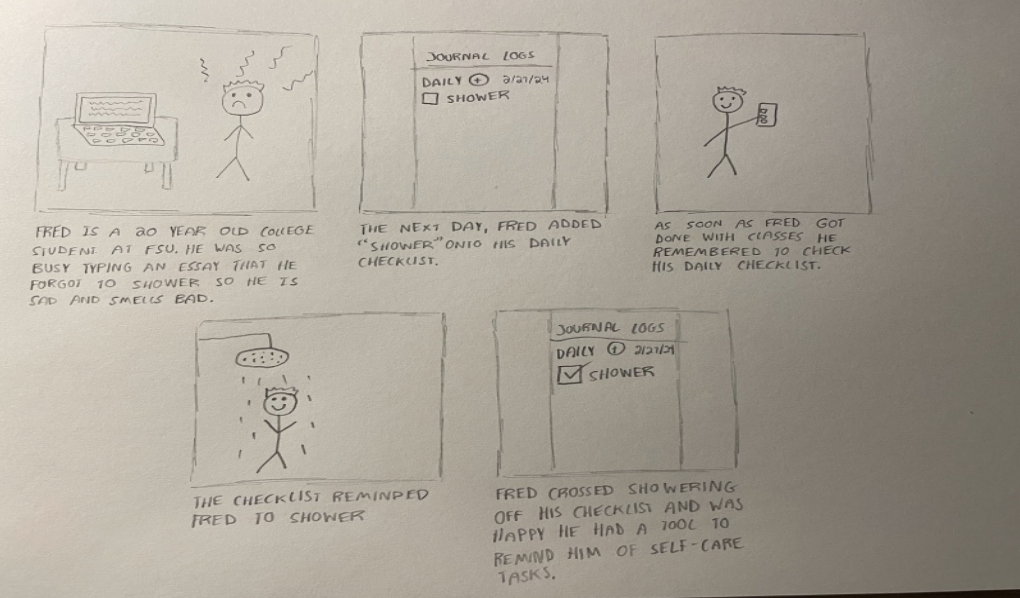 JOURNAL LOGS
DAILY + 2/27/24
SHOWER
FRED IS A 20 YEAR OLD COLLEGE
STUDENT AT FSU. HE WAS SO
BUSY TYPING AN ESSAY THAT HE
FORGOT TO SHOWER SO HE IS
SAD AND SMELLS BAD.
THE NEXT DAY, FRED ADDED
"SHOWER" ONTO HIS DAILY
CHECKLIST.
AS SOON AS FRED GOT
DONE WITH CLASSES HE
REMEMBERED TO CHECK
HIS DAILY CHECKLIST.
JOURNAL LOGS
DAILY + 2/27/24
SHOWER
THE CHECKLIST REMINDED
FRED TO SHOWER
FRED CROSSED SHOWERING
OFF HIS CHECKLIST AND WAS
HAPPY HE HAD A TOOL TO
REMIND HIM OF SELF-CARE
TASKS.